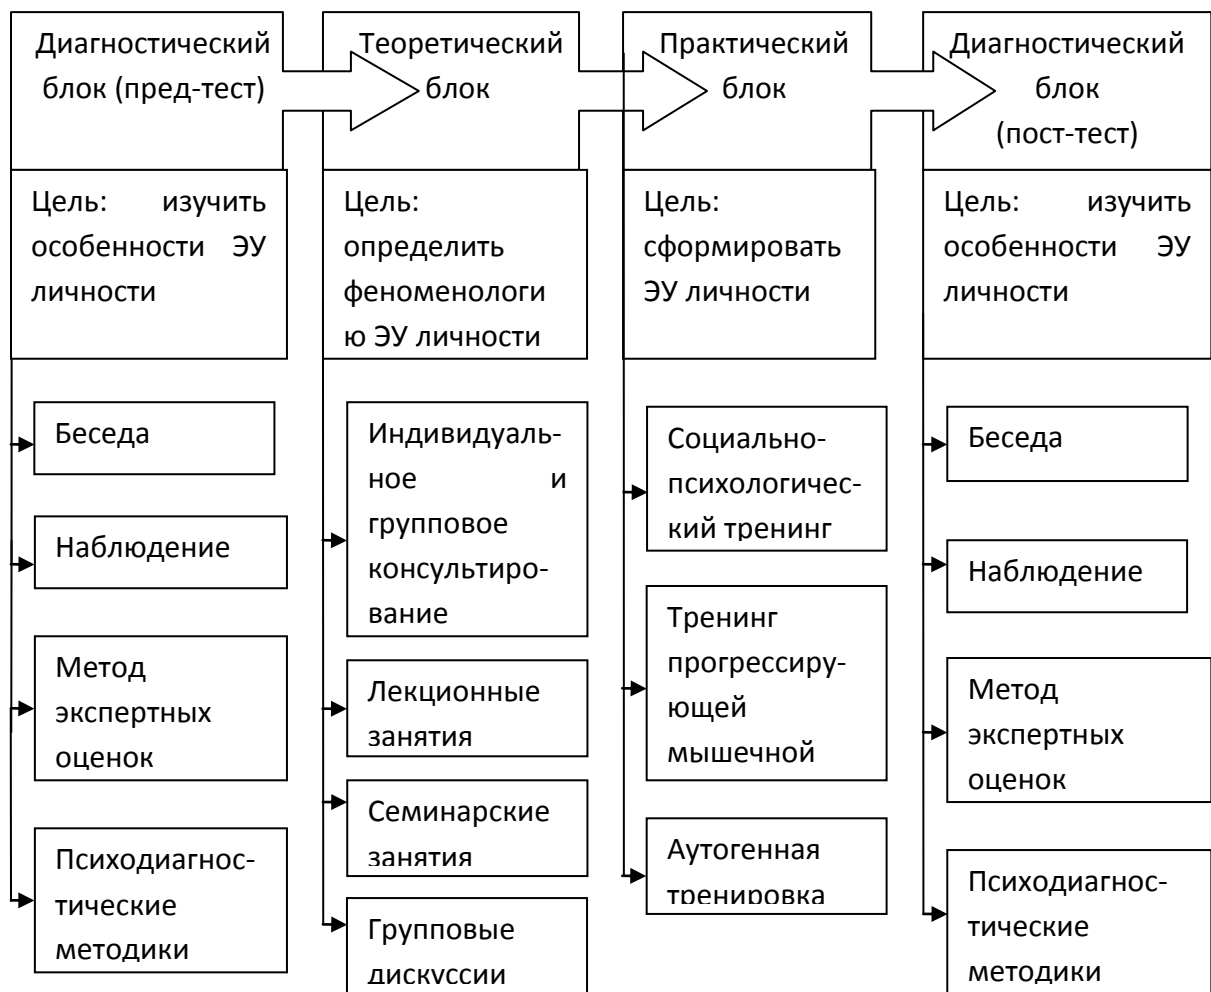 Диагностический
блок (пред-тест)
Теоретический
блок
Практический
блок
Диагностический
блок
(пост-тест)
Цель: изучить
особенности ЭУ
личности
Цель:
определить
феноменологи
ю ЭУ личности
Цель:
сформировать
ЭУ личности
Цель: изучить
особенности ЭУ
личности
Беседа
Наблюдение
Метод
экспертных
оценок
Психодиагнос-
тические
методики
Индивидуаль-
ное и
групповое
консультиро-
вание
Лекционные
занятия
Семинарские
занятия
Групповые
дискуссии
Социально-
психологичес-
кий тренинг
Тренинг
прогрессиру-
ющей
мышечной
Аутогенная
тренировка
Беседа
Наблюдение
Метод
экспертных
оценок
Психодиагнос-
тические
методики